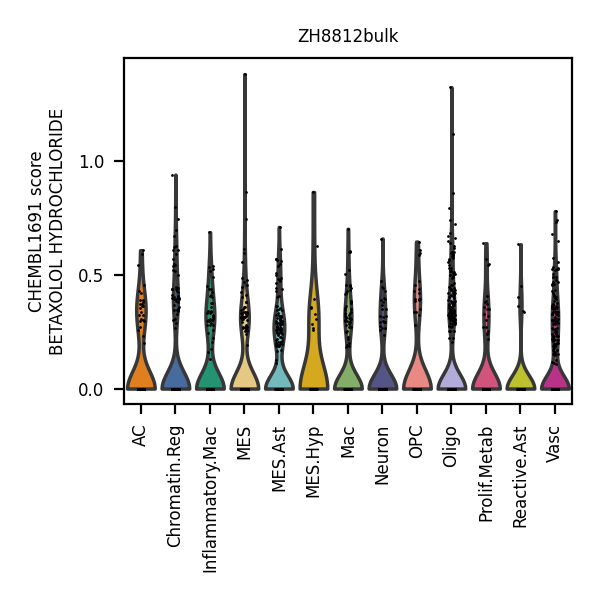 ZH8812bulk
CHEMBL1691 score
BETAXOLOL HYDROCHLORIDE
1.0
0.5
0.0
AC
Chromatin.Reg
Inflammatory.Mac
MES
MES.Ast
MES.Hyp
Mac
Neuron
OPC
Oligo
Prolif.Metab
Reactive.Ast
Vasc